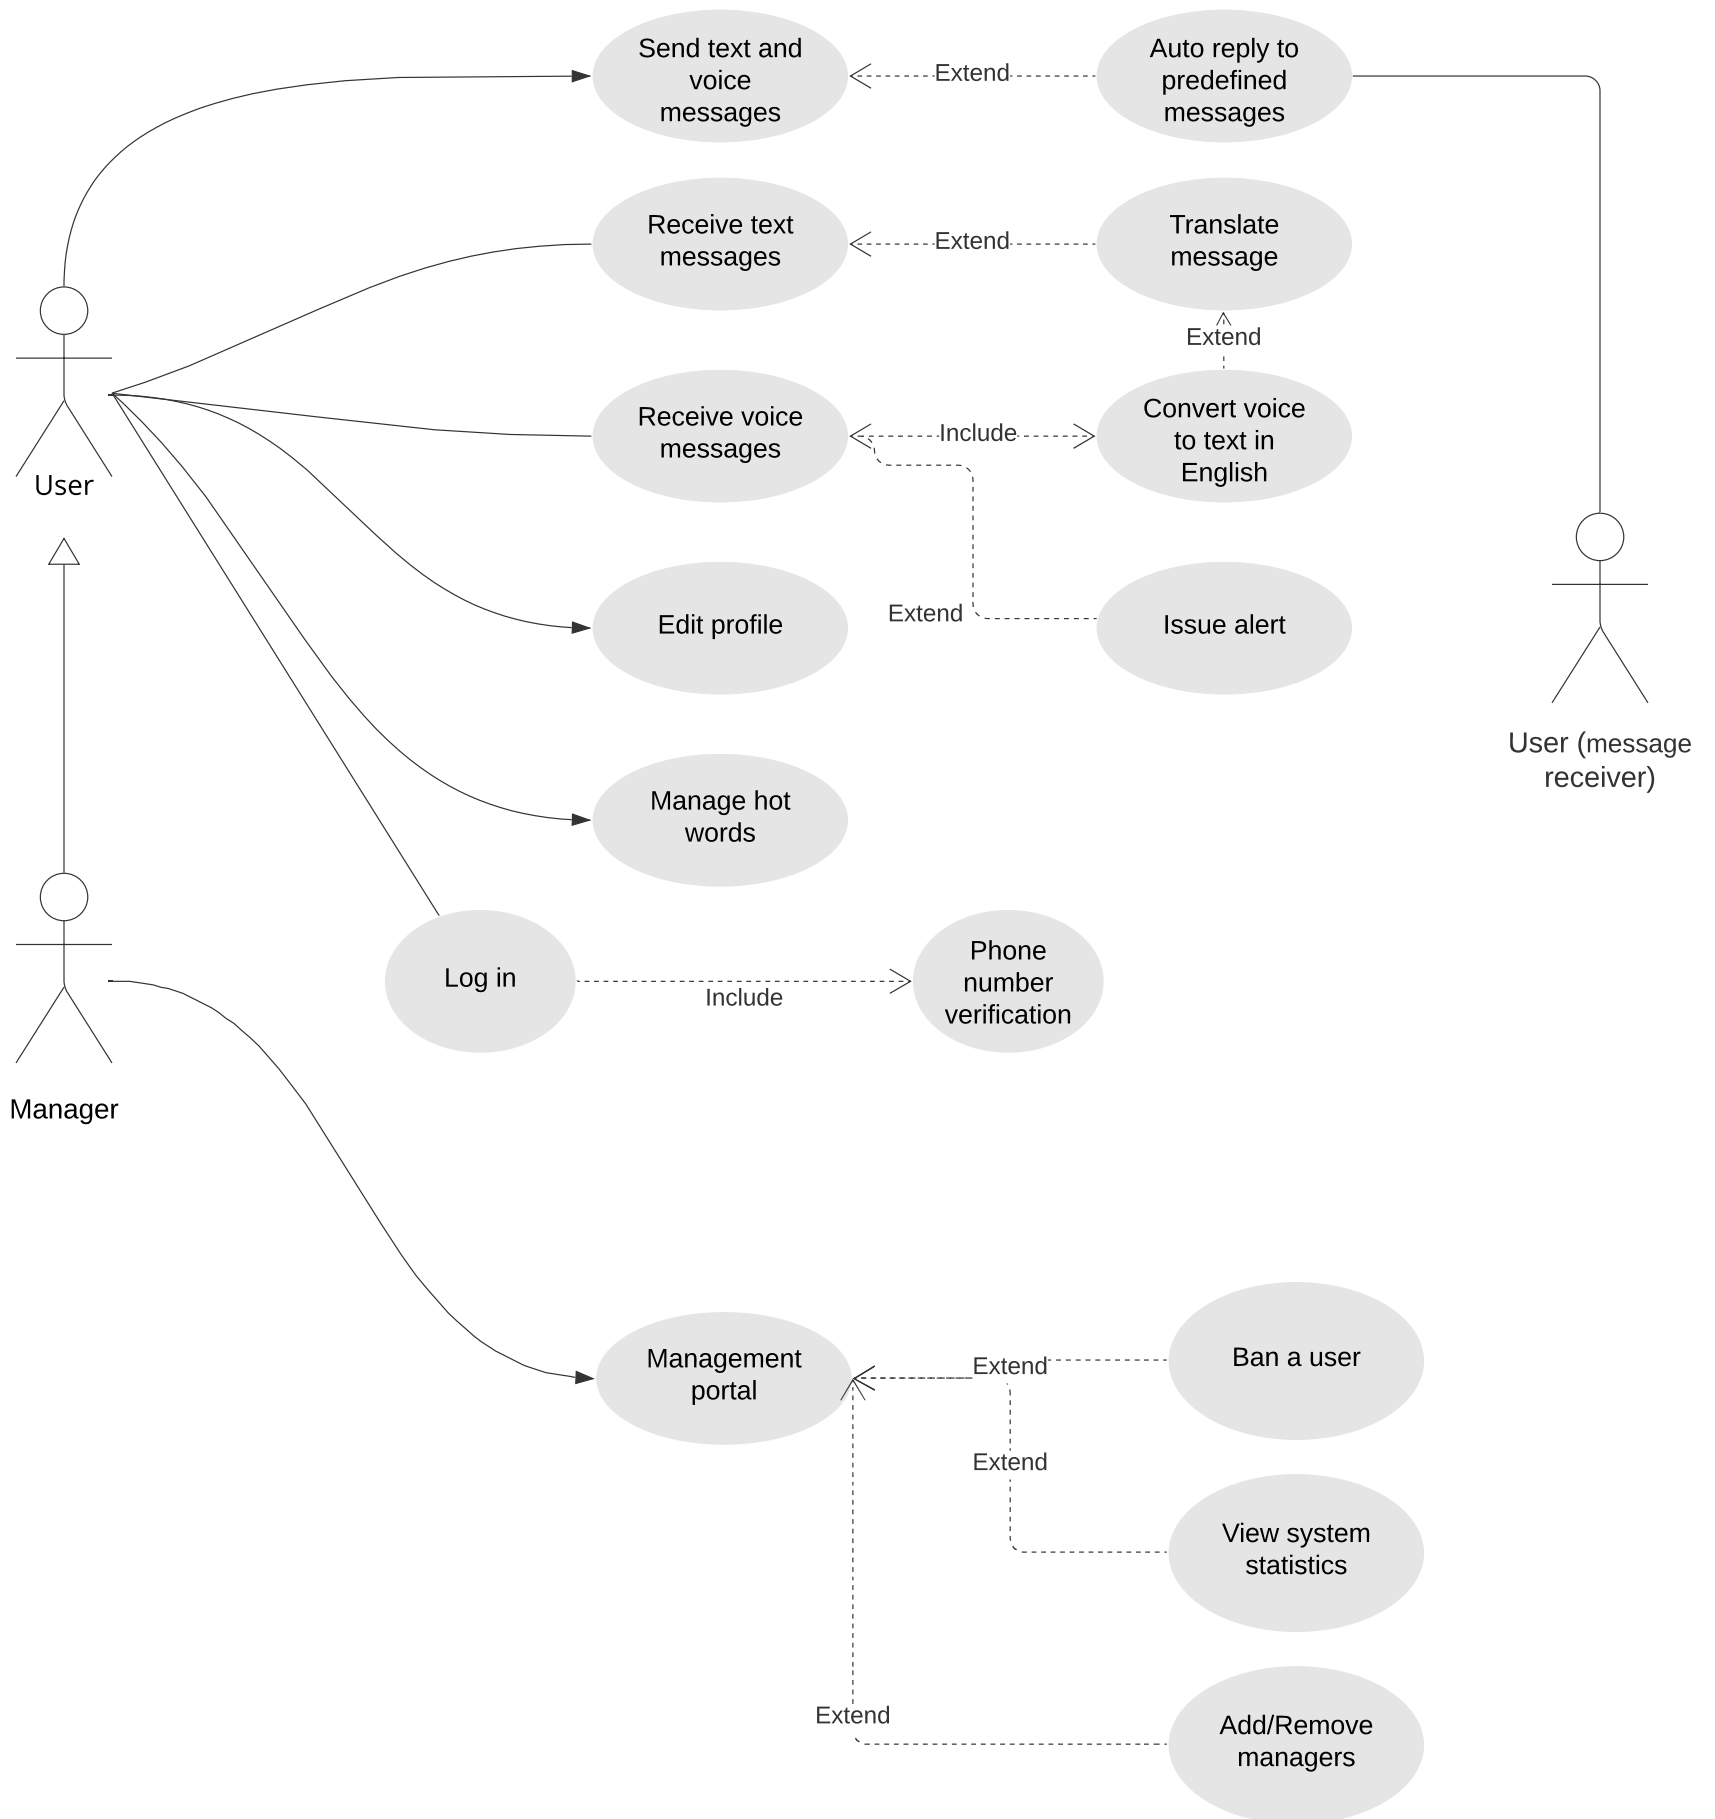 Send text and
voice
messages
Extend
Auto reply to
predefined
messages
Receive text
messages
Extend
Translate
message
Extend
Receive voice
messages
Include
Convert voice
to text in
English
User
Edit profile
Extend
Issue alert
User (message
receiver)
Manage hot
words
Log in
Include
Phone
number
verification
Manager
Management
portal
Extend
Ban a user
Extend
View system
statistics
Extend
Add/Remove
managers